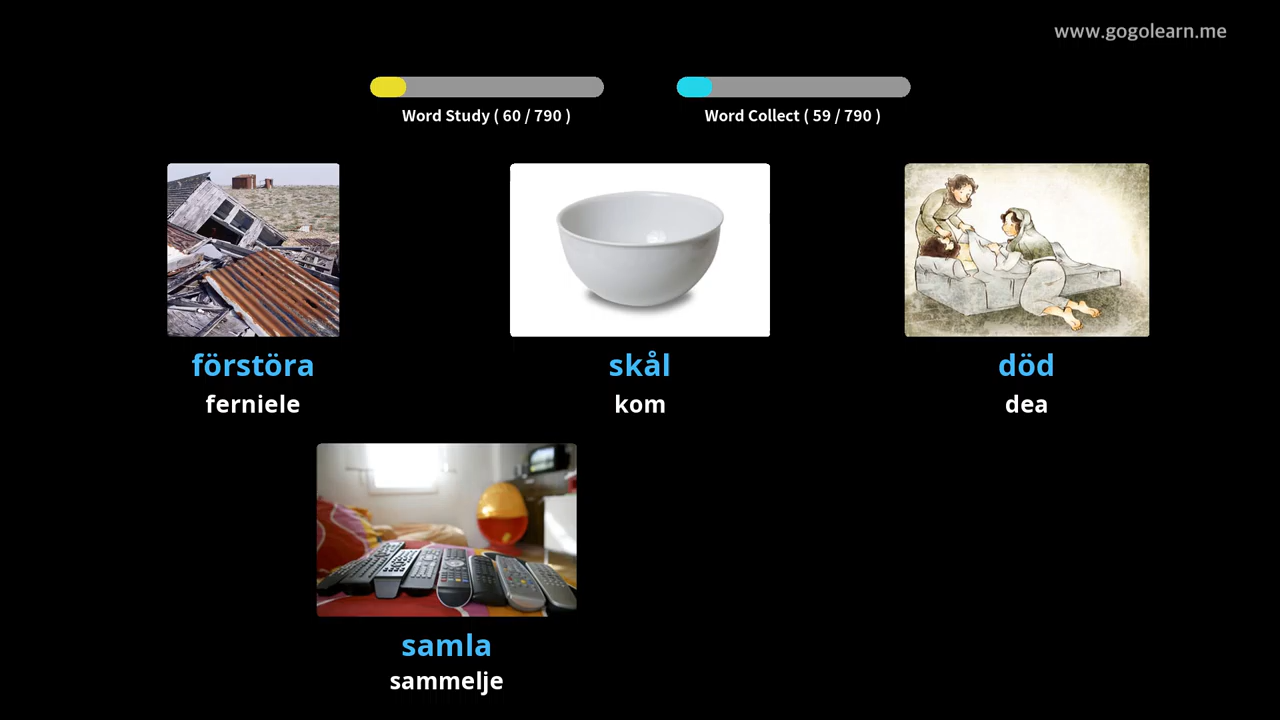 www.gogolearn.me
Word Study ( 60 / 790 )
Word Collect ( 59 / 790 )
förstöra
ferniele
skål
kom
död
dea
samla
sammelje